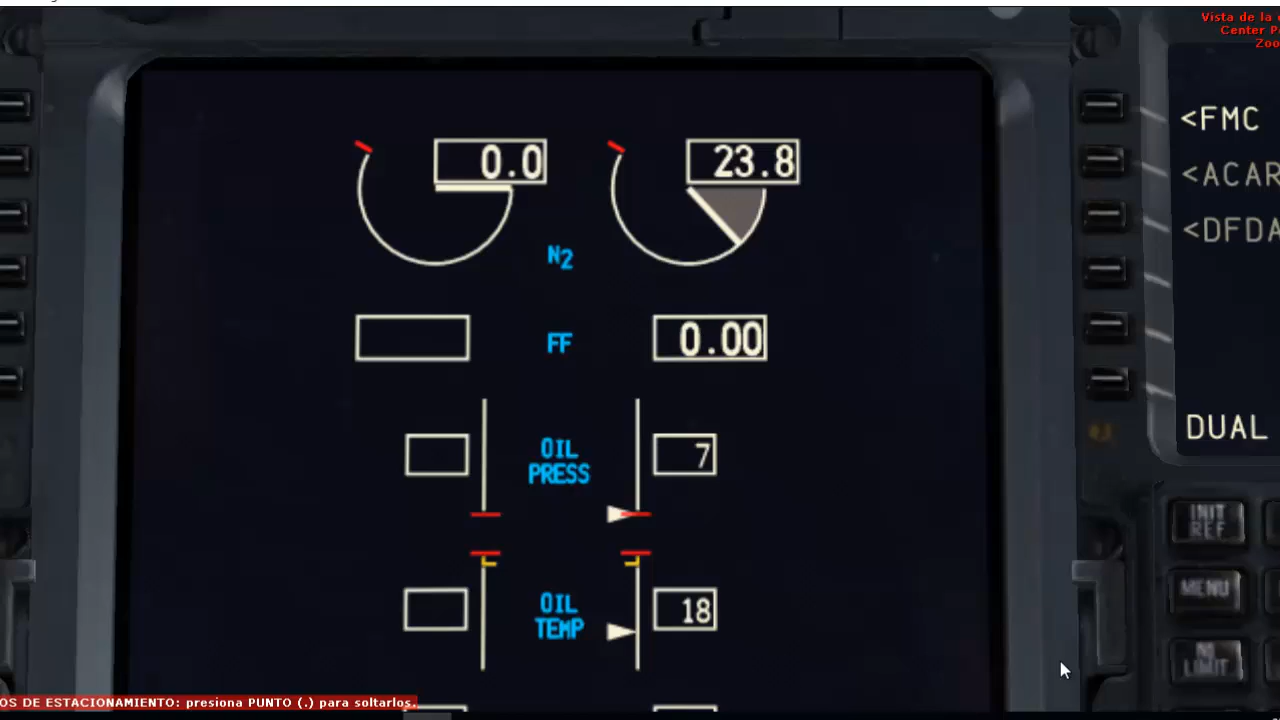 Vista de la
Center
Zoo
0.0
23.8
N2
<FMC
<ACAR
<DFDA
FF
0.00
OIL
PRESS
7
DUAL
INIT
REF
OIL
TEMP
18
MENU
N1
LIMIT
OS DE ESTACIONAMIENTO: presiona PUNTO (.) para soltarlos.